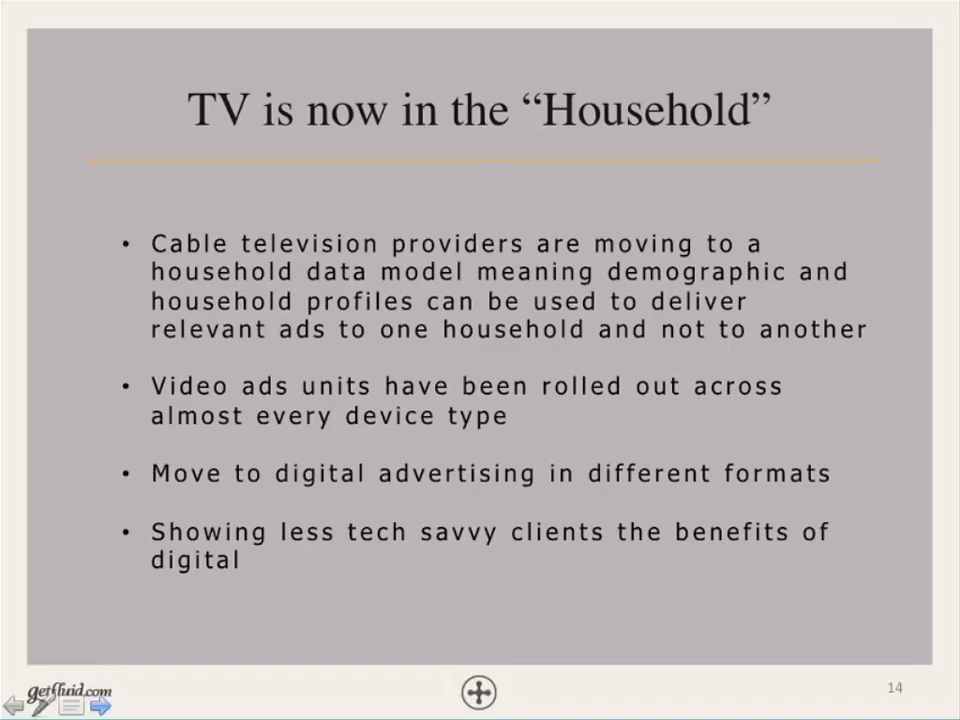 TV is now in the “Household”
• Cable television providers are moving to a
household data model meaning demographic and
household profiles can be used to deliver
relevant ads to one household and not to another
• Video ads units have been rolled out across
almost every device type
• Move to digital advertising in different formats
• Showing less tech savvy clients the benefits of
digital
getfluid.com
14